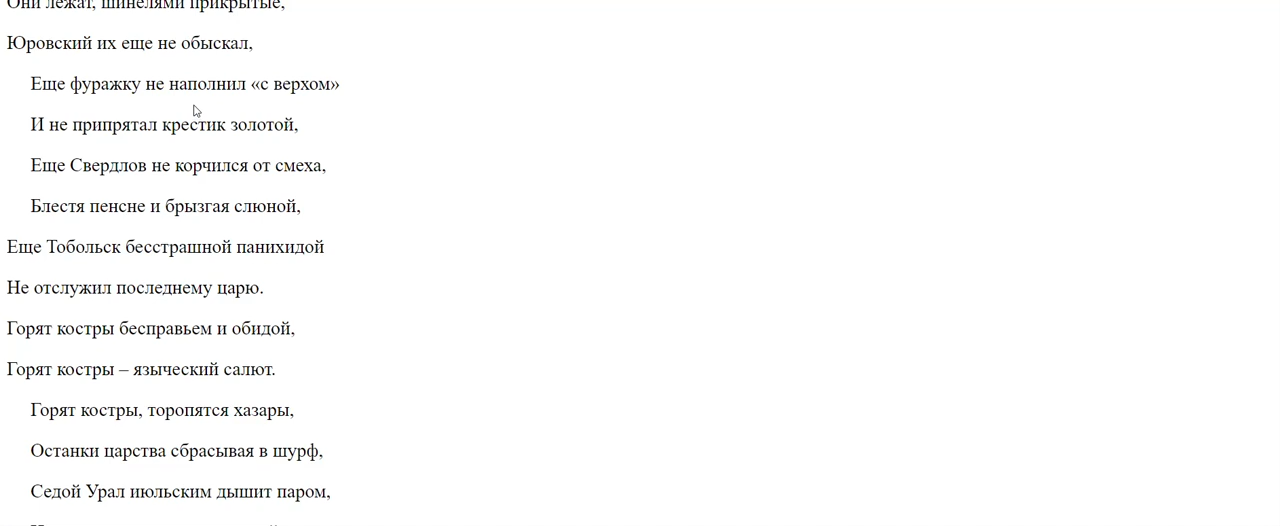 Они лежат, шинелями прикрытые,
Юровский их еще не обыскал,
Еще фуражку не наполнил «с верхом»
И не припрятал крестик золотой,
Еще Свердлов не корчился от смеха,
Блестя пенсне и брызгая слюной,
Еще Тобольск бесстрашной панихидой
Не отслужил последнему царю.
Горят костры бесправьем и обидой,
Горят костры – языческий салют.
Горят костры, торопятся хазары,
Останки царства сбрасывая в шурф,
Седой Урал июльским дышит паром,